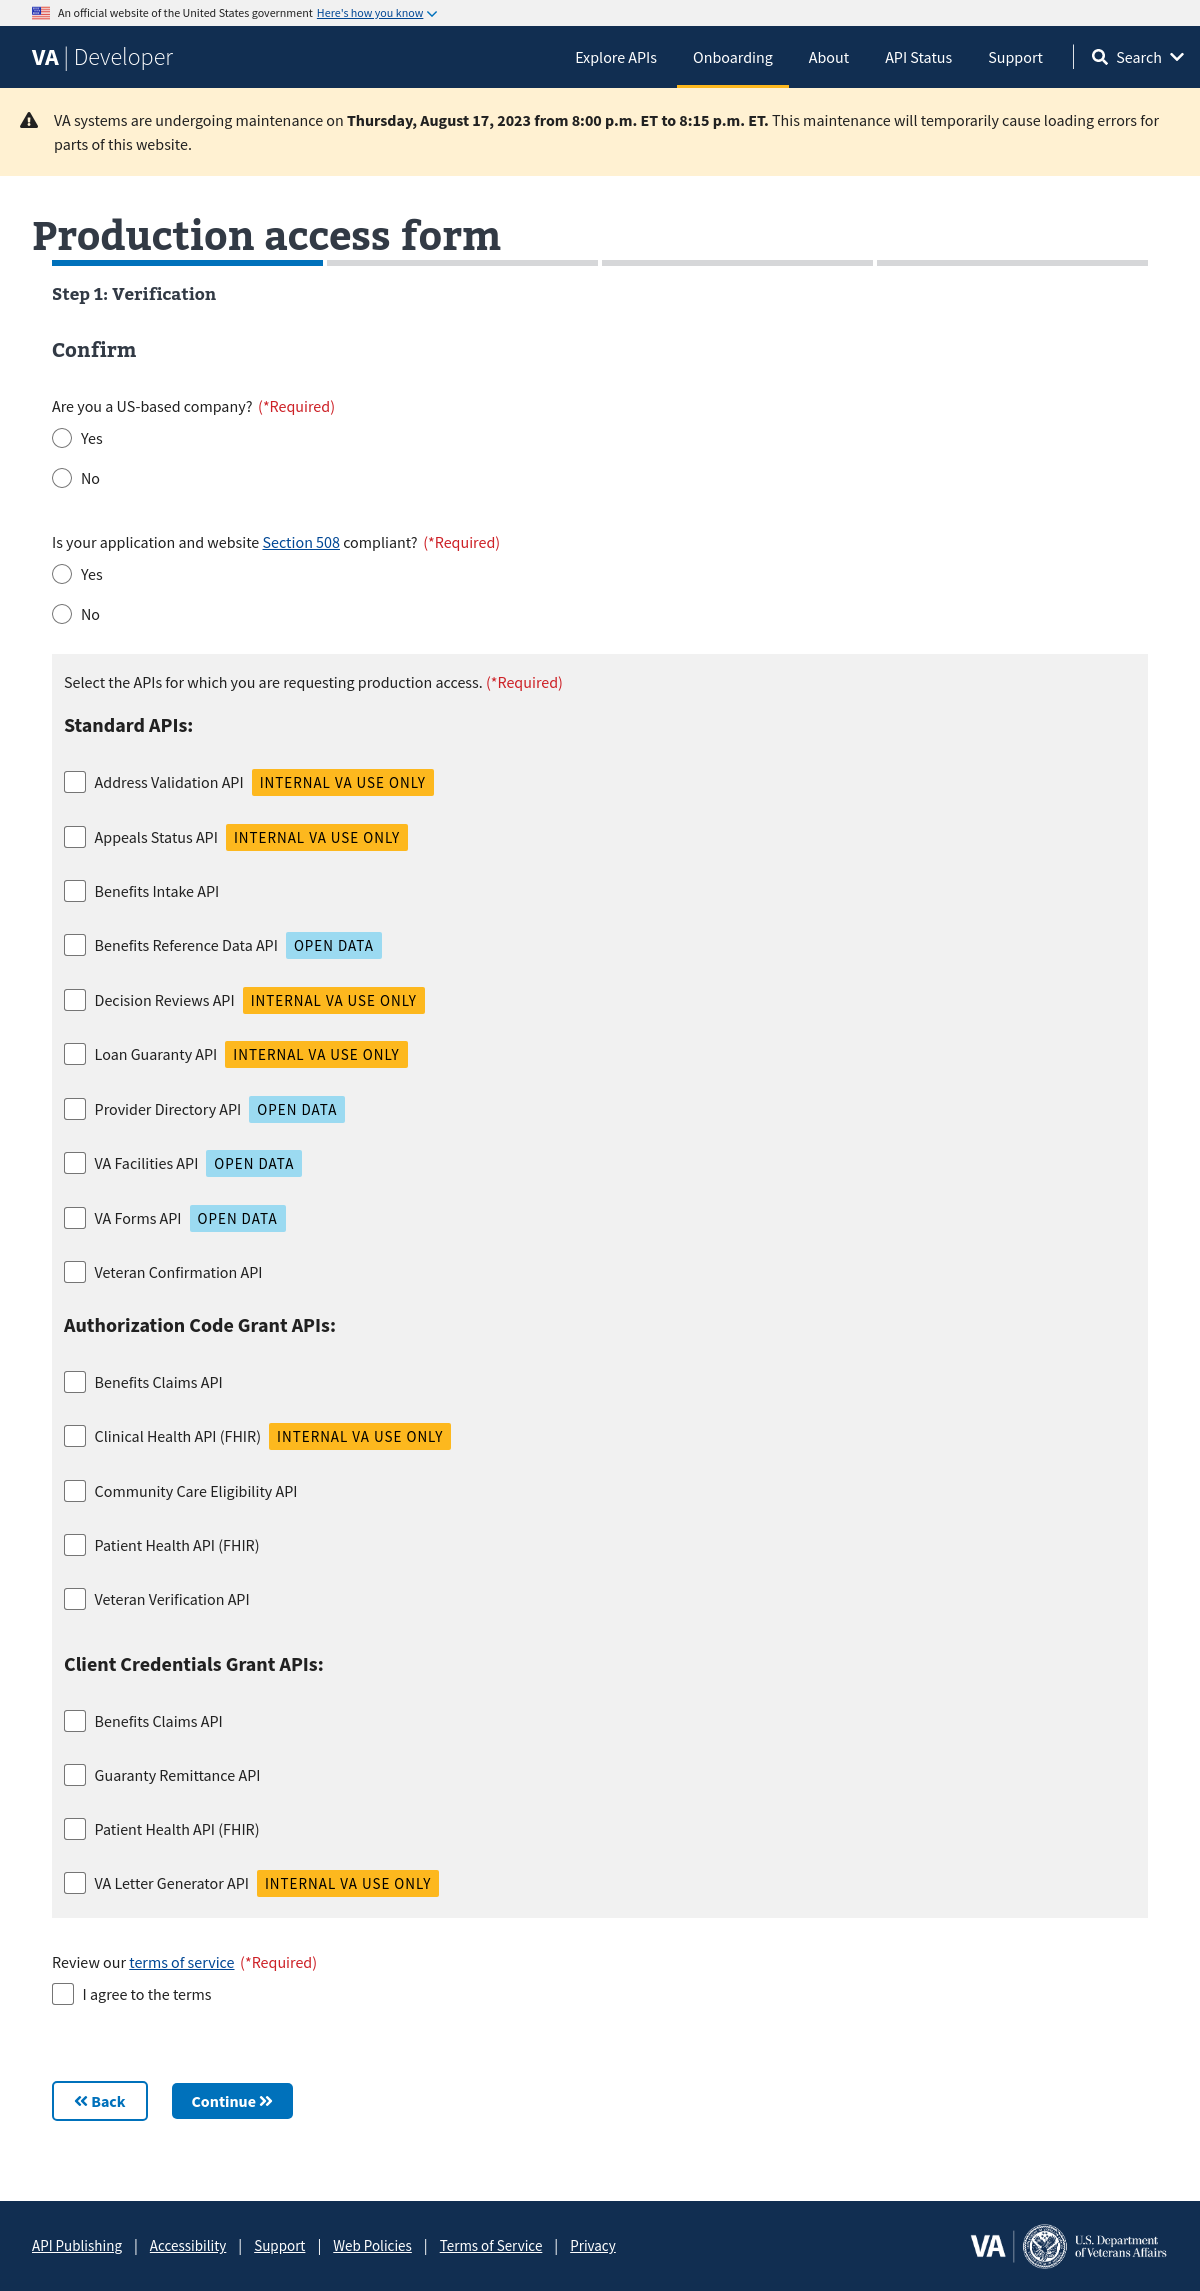 An official website of the United States government Here's how you know
VA | Developer
Explore APIs Onboarding About API Status Support Search
VA systems are undergoing maintenance on Thursday, August 17, 2023 from 8:00 p.m. ET to 8:15 p.m. ET. This maintenance will temporarily cause loading errors for
parts of this website.
Production access form
Step 1: Verification
Confirm
Are you a US-based company? (*Required)
Yes
No
Is your application and website Section 508 compliant? (*Required)
Yes
No
Select the APIs for which you are requesting production access. (*Required)
Standard APIs:
Address Validation API INTERNAL VA USE ONLY
Appeals Status API INTERNAL VA USE ONLY
Benefits Intake API
Benefits Reference Data API OPEN DATA
Decision Reviews API INTERNAL VA USE ONLY
Loan Guaranty API INTERNAL VA USE ONLY
Provider Directory API OPEN DATA
VA Facilities API OPEN DATA
VA Forms API OPEN DATA
Veteran Confirmation API
Authorization Code Grant APIs:
Benefits Claims API
Clinical Health API (FHIR) INTERNAL VA USE ONLY
Community Care Eligibility API
Patient Health API (FHIR)
Veteran Verification API
Client Credentials Grant APIs:
Benefits Claims API
Guaranty Remittance API
Patient Health API (FHIR)
VA Letter Generator API INTERNAL VA USE ONLY
Review our terms of service (*Required)
I agree to the terms
Back Continue
API Publishing | Accessibility | Support | Web Policies | Terms of Service | Privacy
VA
U.S. Department
of Veterans Affairs